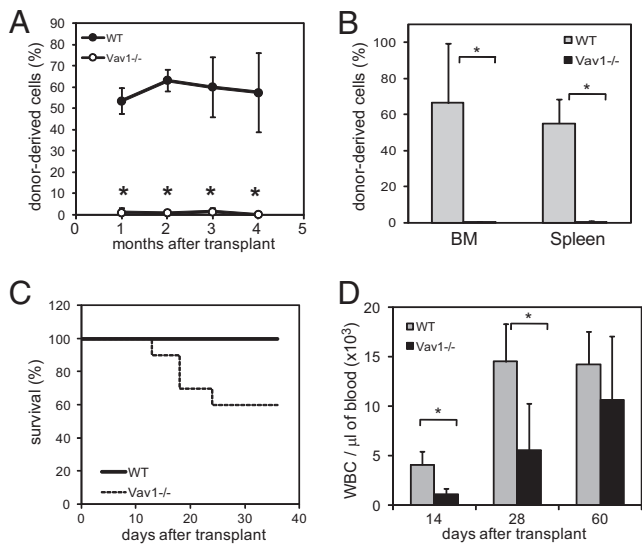 A
WT
Vav1-/-
donor-derived cells (%)
90
80
70
60
50
40
30
20
10
0
* * * *
0 1 2 3 4 5
months after transplant
B
WT
Vav1-/-
donor-derived cells (%)
100
80
60
40
20
0
*
*
BM Spleen
C
survival (%)
120
100
80
60
40
20
0
WT
Vav1-/-
0 10 20 30 40
days after transplant
D
WT
Vav1-/-
WBC / µl of blood (x10³)
20
15
10
5
0
*
*
14 28 60
days after transplant